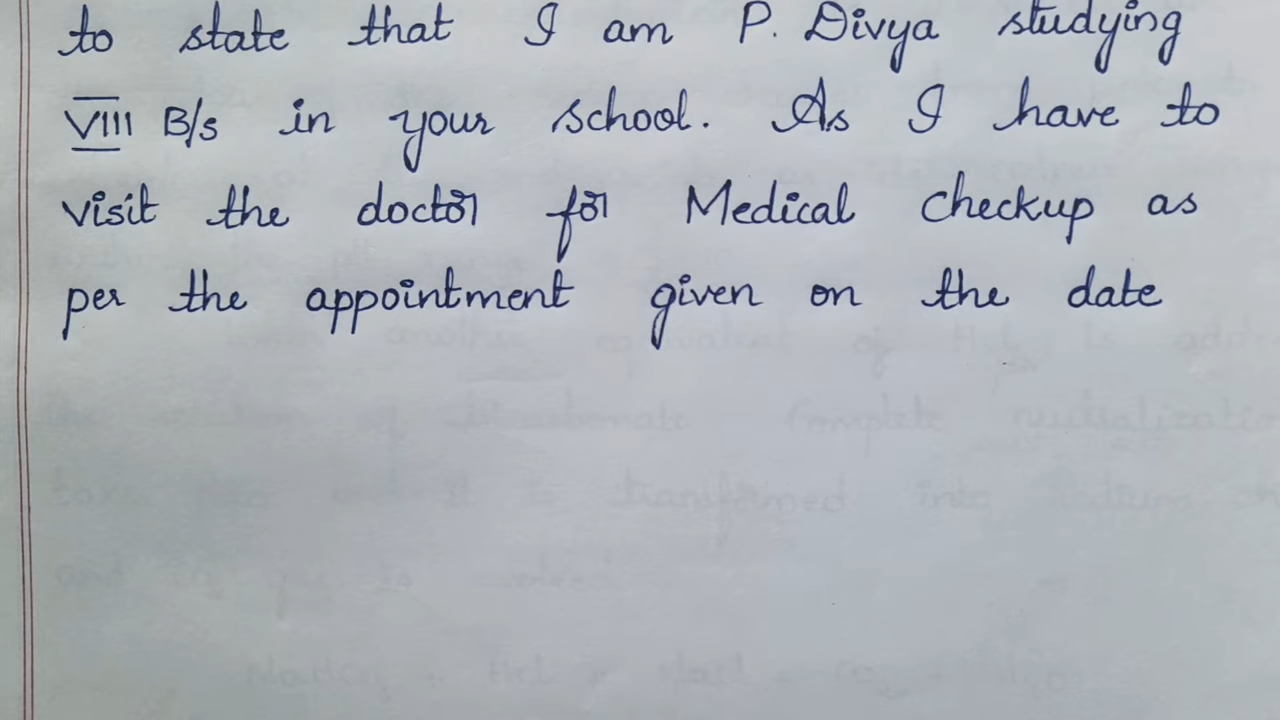 to state that I am P. Divya studying
VIII B/s in your school. As I have to
visit the doctor for Medical checkup as
per the appointment given on the date